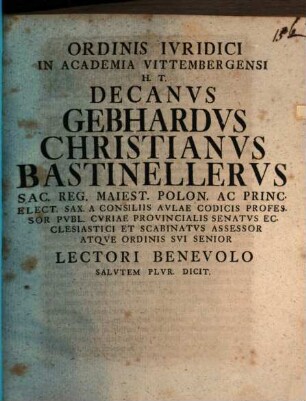 ORDINIS IVRIDICI
IN ACADEMIA VITTEMBERGENSI
H. T.
DECANVS
GEBHARDVS
CHRISTIANVS
BASTINELLERVS
SAC. REG. MAIEST. POLON. AC PRINC.
ELECT. SAX. A CONSILIIS AVLAE CODICIS PROFES-
SOR PVBL. CVRIAE PROVINCIALIS SENATVS EC-
CLESIASTICI ET SCABINATVS ASSESSOR
ATQVE ORDINIS SVI SENIOR
LECTORI BENEVOLO
SALVTEM PLVR. DICIT.